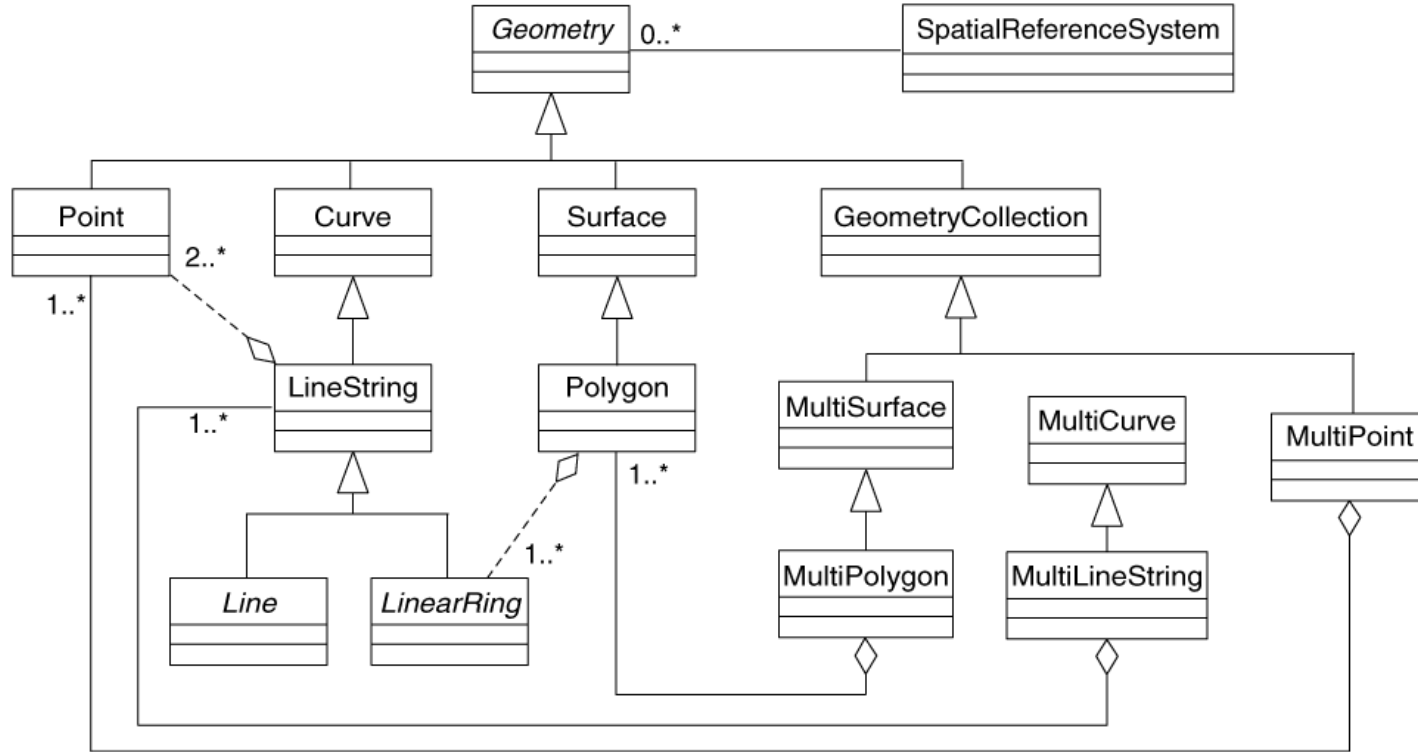 Geometry
0..*
SpatialReferenceSystem
Point
Curve
Surface
GeometryCollection
2..*
1..*
LineString
Polygon
MultiSurface
MultiCurve
MultiPoint
1..*
1..*
1..*
Line
LinearRing
MultiPolygon
MultiLineString